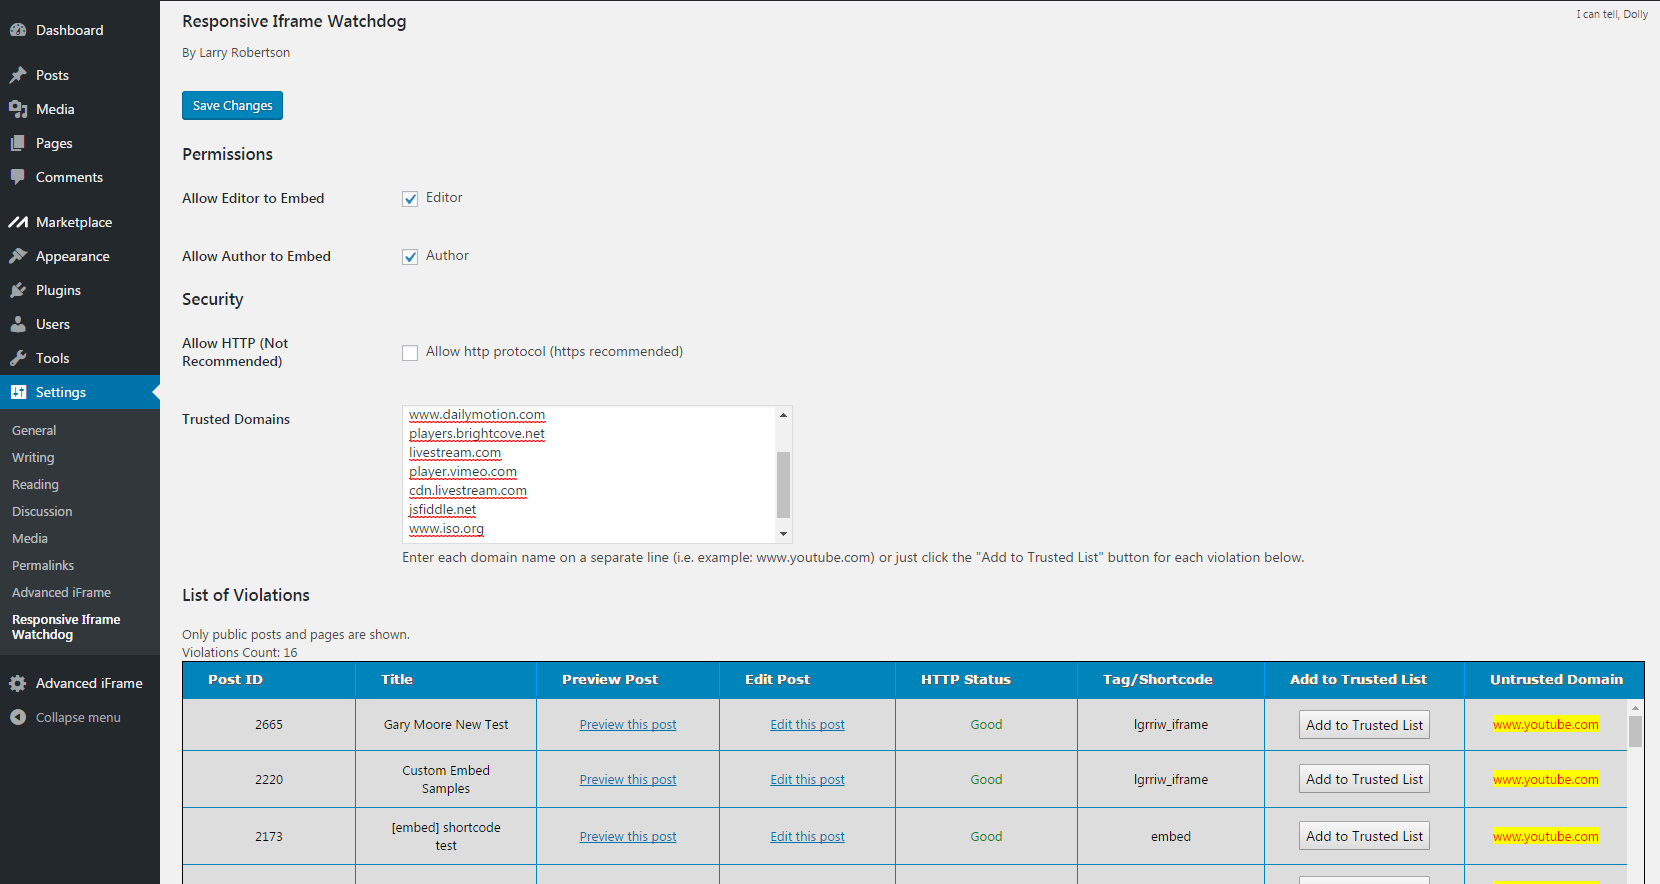 Dashboard
Posts
Media
Pages
Comments
Marketplace
Appearance
Plugins
Users
Tools
Settings
General
Writing
Reading
Discussion
Media
Permalinks
Advanced iFrame
Responsive Iframe
Watchdog
Advanced iFrame
Collapse menu
I can tell, Dolly
Responsive Iframe Watchdog
By Larry Robertson
Save Changes
Permissions
Allow Editor to Embed
Editor
Allow Author to Embed
Author
Security
Allow HTTP (Not
Recommended)
Allow http protocol (https recommended)
Trusted Domains
www.dailymotion.com
players.brightcove.net
livestream.com
player.vimeo.com
cdn.livestream.com
jsfiddle.net
www.iso.org
Enter each domain name on a separate line (i.e. example: www.youtube.com) or just click the "Add to Trusted List" button for each violation below.
List of Violations
Only public posts and pages are shown.
Violations Count: 16
Post ID Title Preview Post Edit Post HTTP Status Tag/Shortcode Add to Trusted List Untrusted Domain
2665 Gary Moore New Test Preview this post Edit this post Good lgrriw_iframe Add to Trusted List www.youtube.com
2220 Custom Embed
Samples Preview this post Edit this post Good lgrriw_iframe Add to Trusted List www.youtube.com
2173 [embed] shortcode
test Preview this post Edit this post Good embed Add to Trusted List www.youtube.com